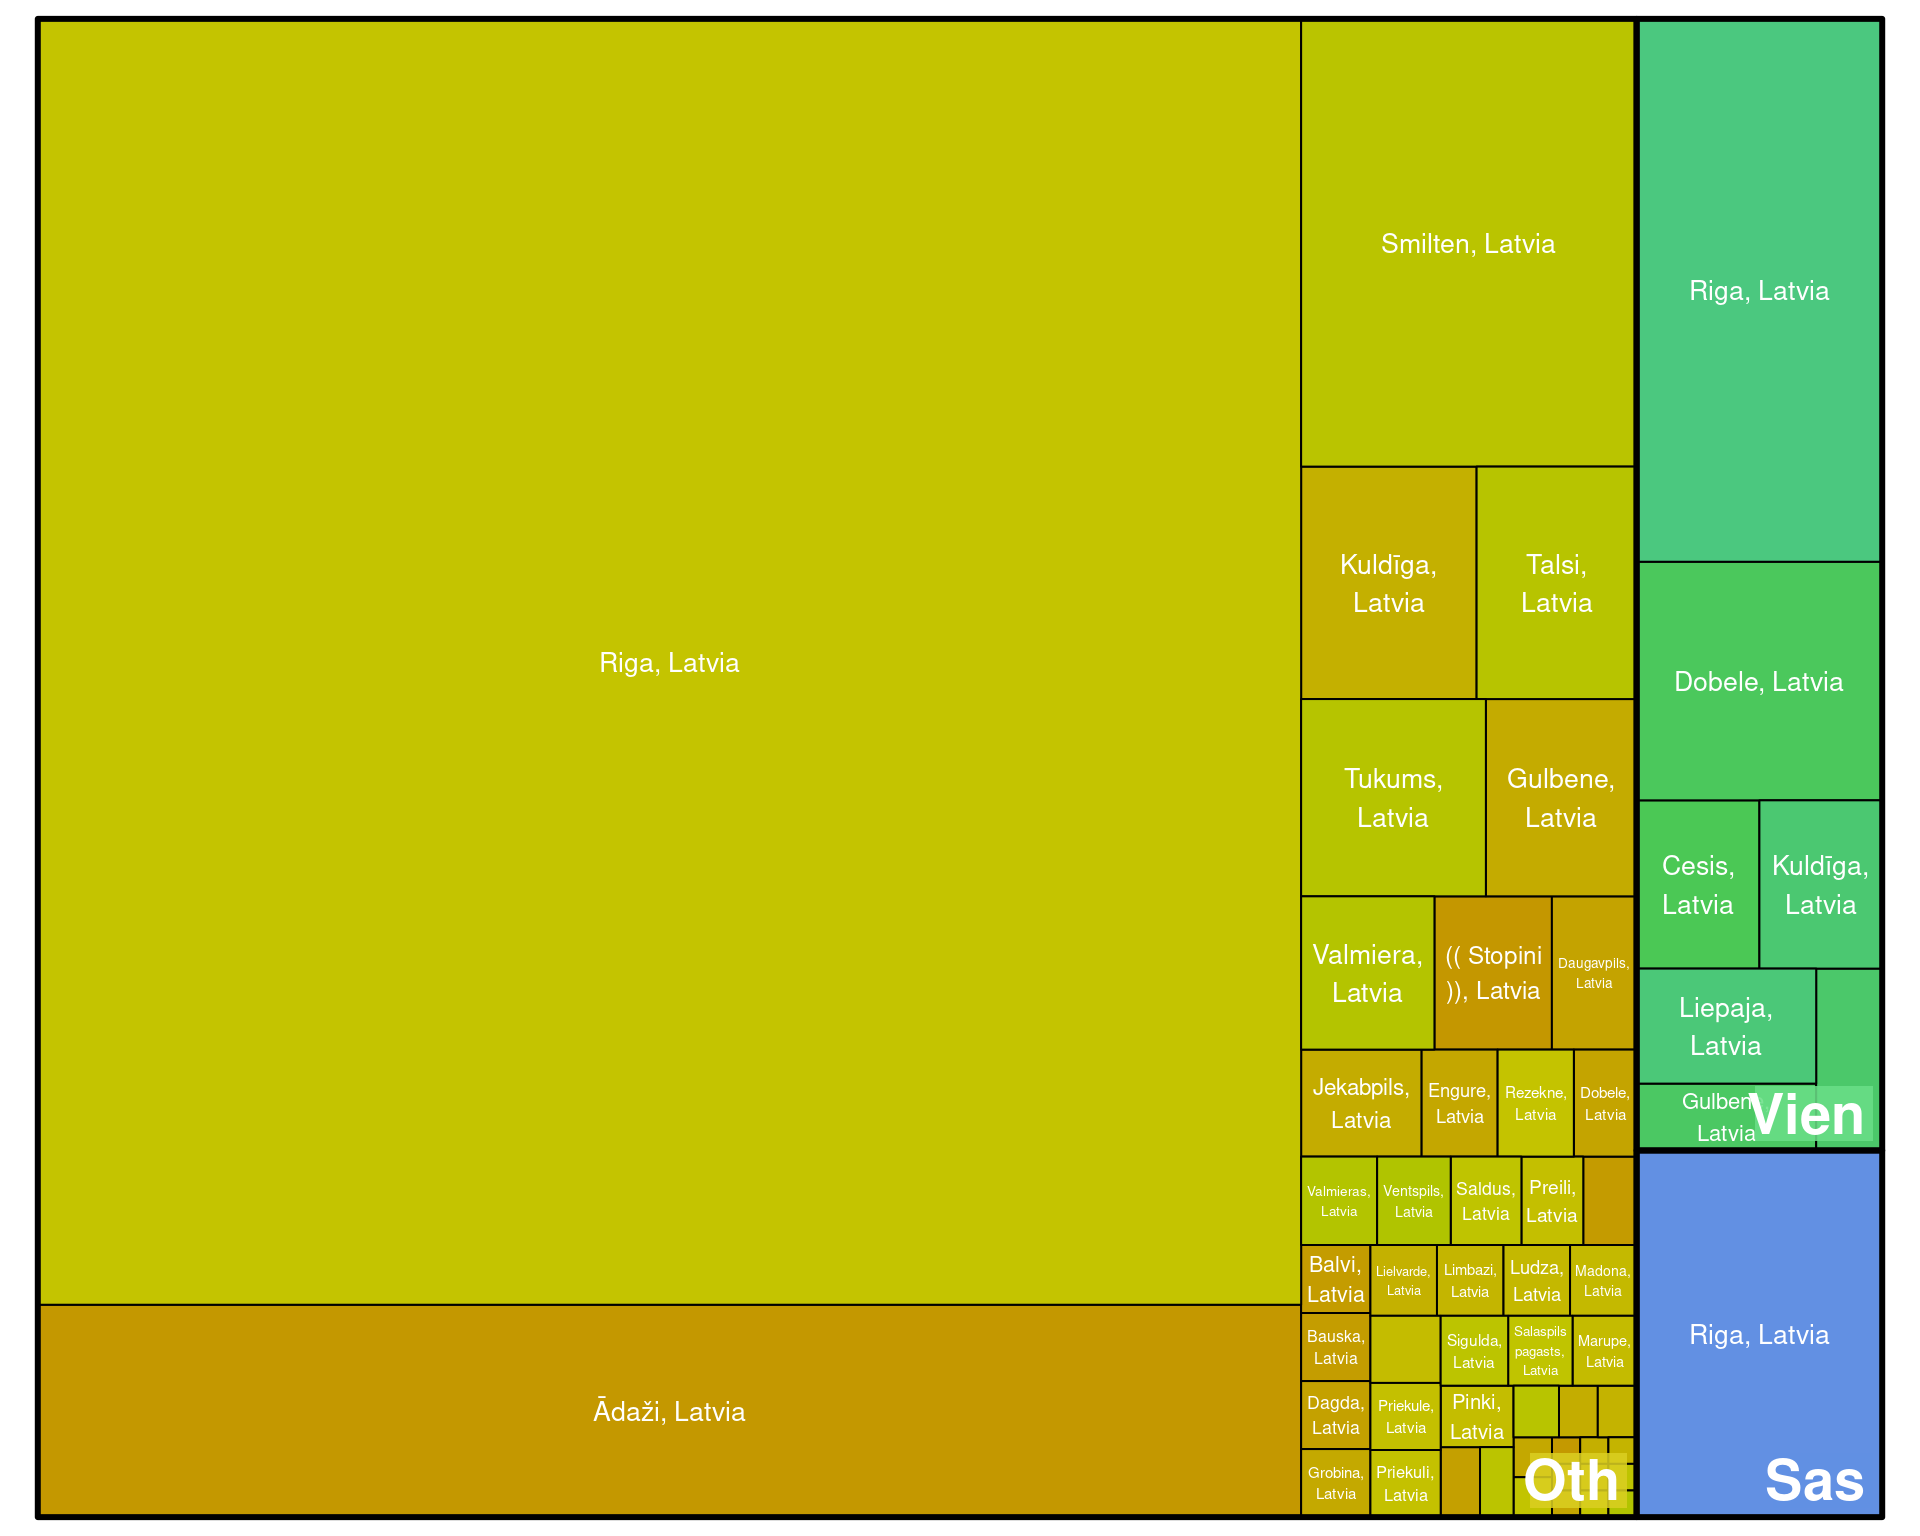 Riga, Latvia
Ādaži, Latvia
Smilten, Latvia
Kuldīga,
Latvia
Talsi,
Latvia
Tukums,
Latvia
Gulbene,
Latvia
Valmiera,
Latvia
(( Stopini
)), Latvia
Daugavpils,
Latvia
Jekabpils,
Latvia
Engure,
Latvia
Rezekne,
Latvia
Dobele,
Latvia
Valmieras,
Latvia
Ventspils,
Latvia
Saldus,
Latvia
Preili,
Latvia
Balvi,
Latvia
Lielvarde,
Latvia
Limbazi,
Latvia
Ludza,
Latvia
Madona,
Latvia
Bauska,
Latvia
Sigulda,
Latvia
Salaspils
pagasts,
Latvia
Marupe,
Latvia
Dagda,
Latvia
Priekule,
Latvia
Pinki,
Latvia
Grobina,
Latvia
Priekuli,
Latvia
Oth
Riga, Latvia
Dobele, Latvia
Cesis,
Latvia
Kuldīga,
Latvia
Liepaja,
Latvia
Gulben
Latvia
Vien
Riga, Latvia
Sas